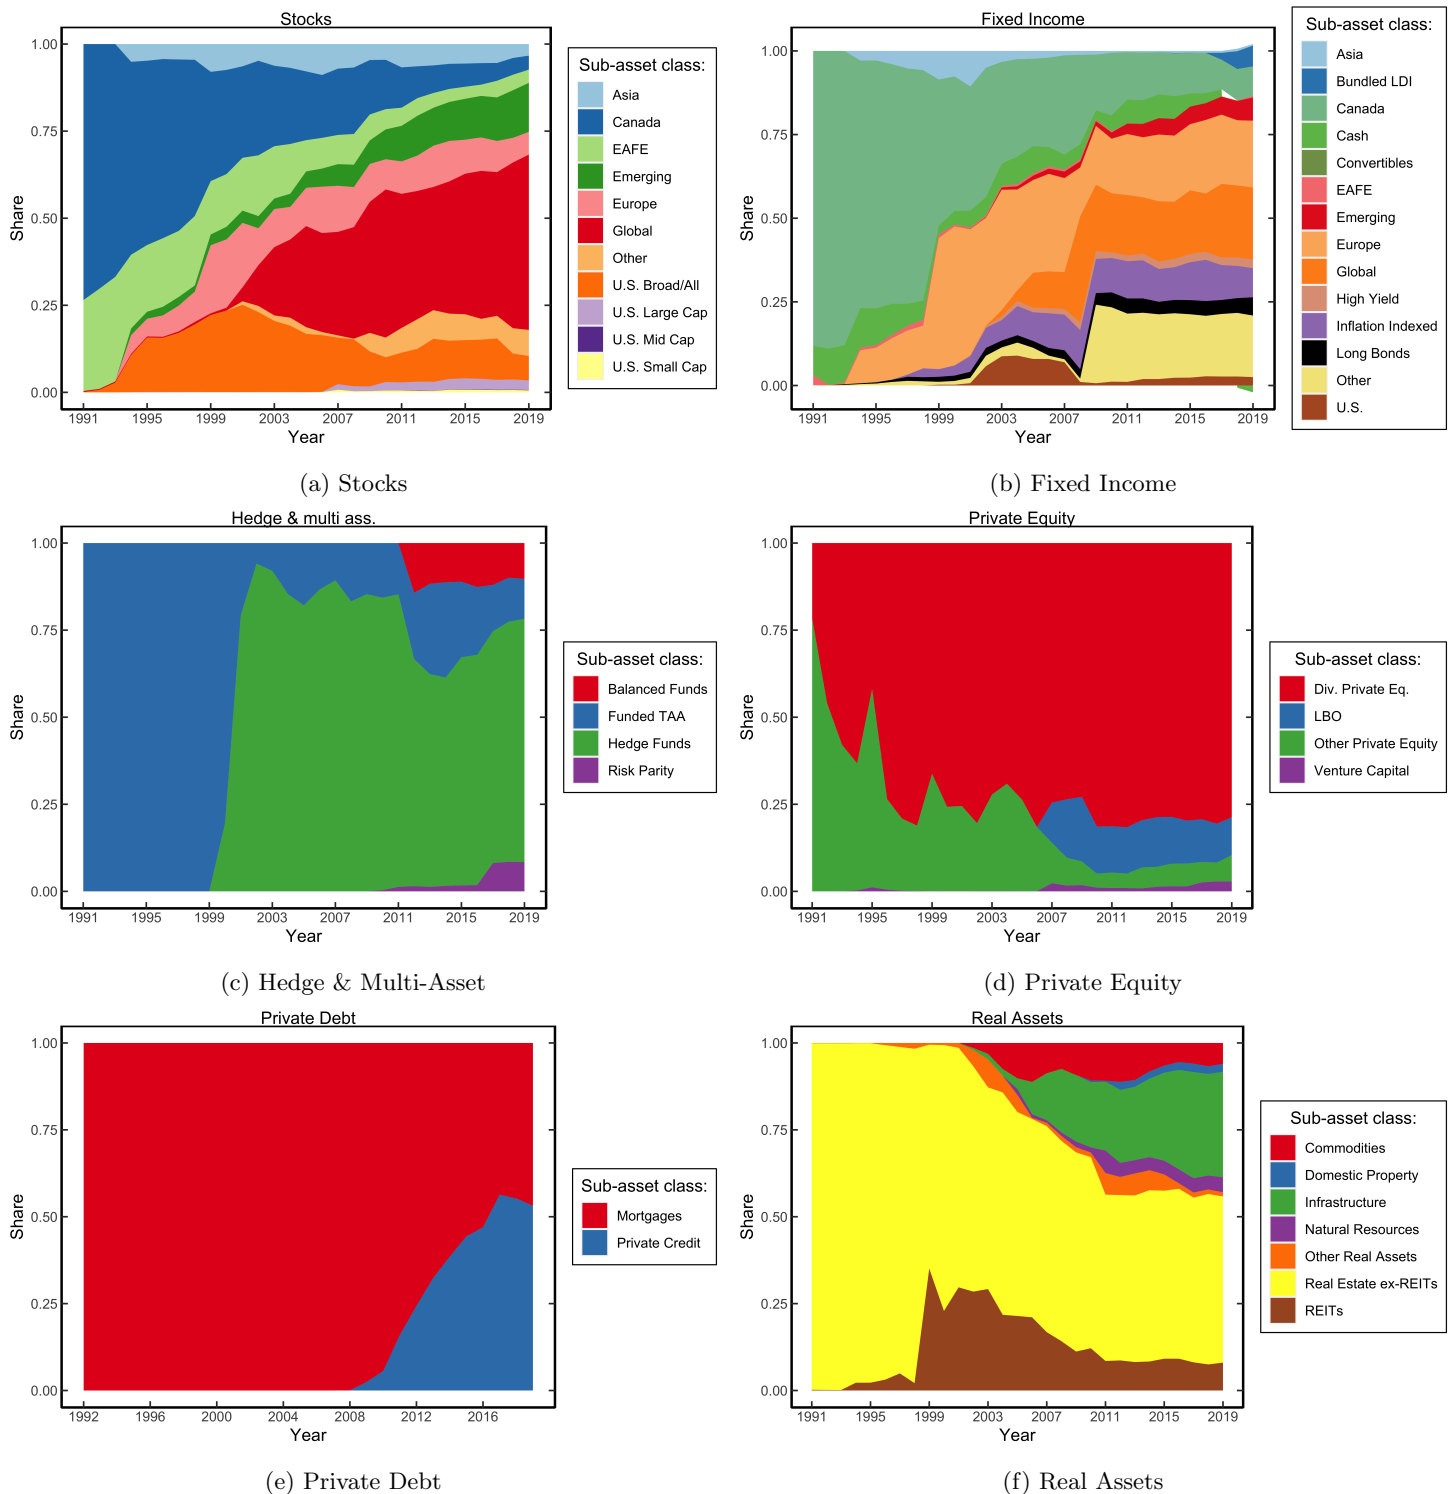 Stocks
1.00
0.75
0.50
0.25
0.00
Share
1991 1995 1999 2003 2007 2011 2015 2019
Year
Sub-asset class:
Asia
Canada
EAFE
Emerging
Europe
Global
Other
U.S. Broad/All
U.S. Large Cap
U.S. Mid Cap
U.S. Small Cap
(a) Stocks
Fixed Income
1.00
0.75
0.50
0.25
0.00
Share
1991 1995 1999 2003 2007 2011 2015 2019
Year
Sub-asset class:
Asia
Bundled LDI
Canada
Cash
Convertibles
EAFE
Emerging
Europe
Global
High Yield
Inflation Indexed
Long Bonds
Other
U.S.
(b) Fixed Income
Hedge & multi ass.
1.00
0.75
0.50
0.25
0.00
Share
1991 1995 1999 2003 2007 2011 2015 2019
Year
Sub-asset class:
Balanced Funds
Funded TAA
Hedge Funds
Risk Parity
(c) Hedge & Multi-Asset
Private Equity
1.00
0.75
0.50
0.25
0.00
Share
1991 1995 1999 2003 2007 2011 2015 2019
Year
Sub-asset class:
Div. Private Eq.
LBO
Other Private Equity
Venture Capital
(d) Private Equity
Private Debt
1.00
0.75
0.50
0.25
0.00
Share
1992 1996 2000 2004 2008 2012 2016
Year
Sub-asset class:
Mortgages
Private Credit
(e) Private Debt
Real Assets
1.00
0.75
0.50
0.25
0.00
Share
1991 1995 1999 2003 2007 2011 2015 2019
Year
Sub-asset class:
Commodities
Domestic Property
Infrastructure
Natural Resources
Other Real Assets
Real Estate ex-REITs
REITs
(f) Real Assets